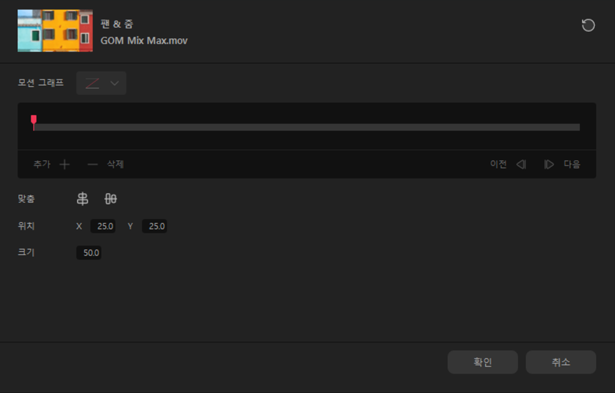 팬 & 줌
GOM Mix Max.mov
모션 그래프
추가 삭제 이전 다음
맞춤
위치 X 25.0 Y 25.0
크기 50.0
확인 취소